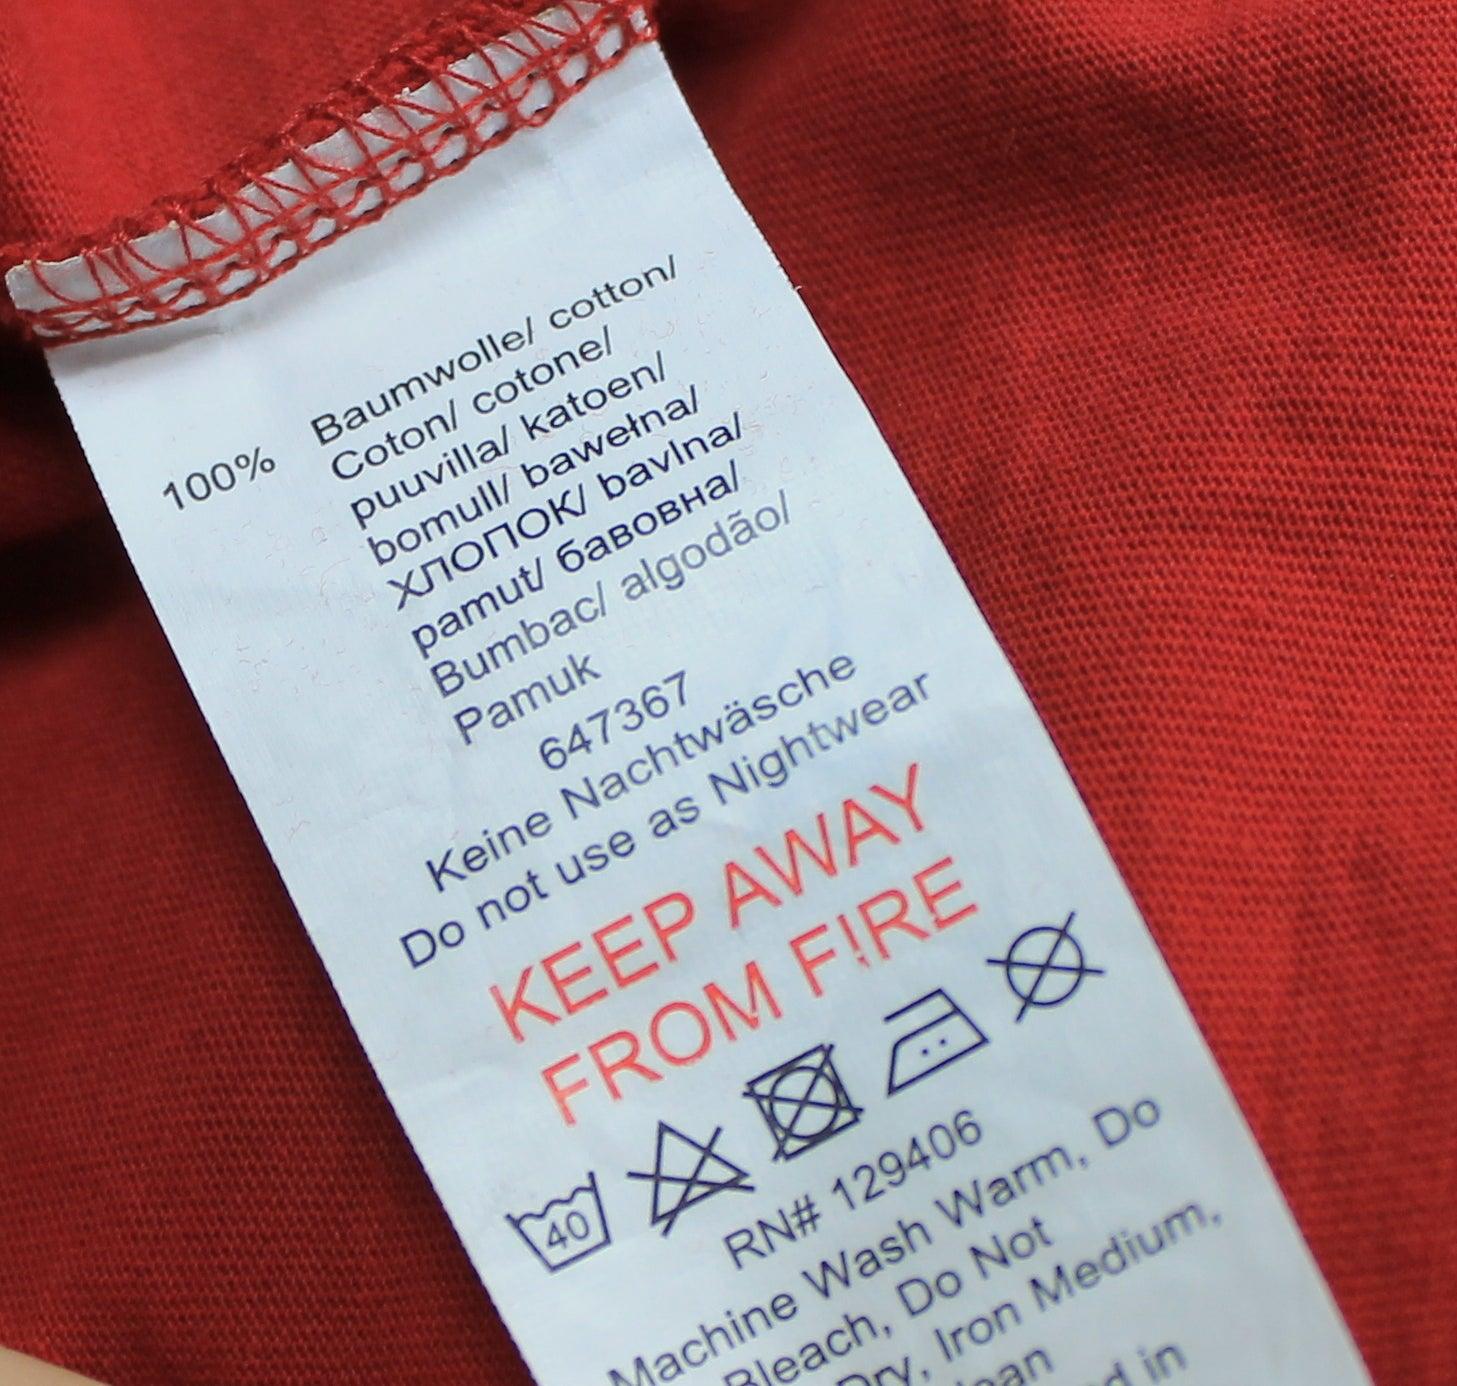 100% Baumwolle/ cotton/
Coton/ cotone/
puuvilla/ katoen/
bomull/ bawełna/
ХЛОПОК/ bavlna/
pamut/ бавовна/
Bumbac/ algodão/
Pamuk
647367
Keine Nachtwäsche
Do not use as Nightwear
KEEP AWAY
FROM FIRE
40
RN# 129406
Machine Wash Warm, Do
Bleach, Do Not
Dry, Iron Medium,
in